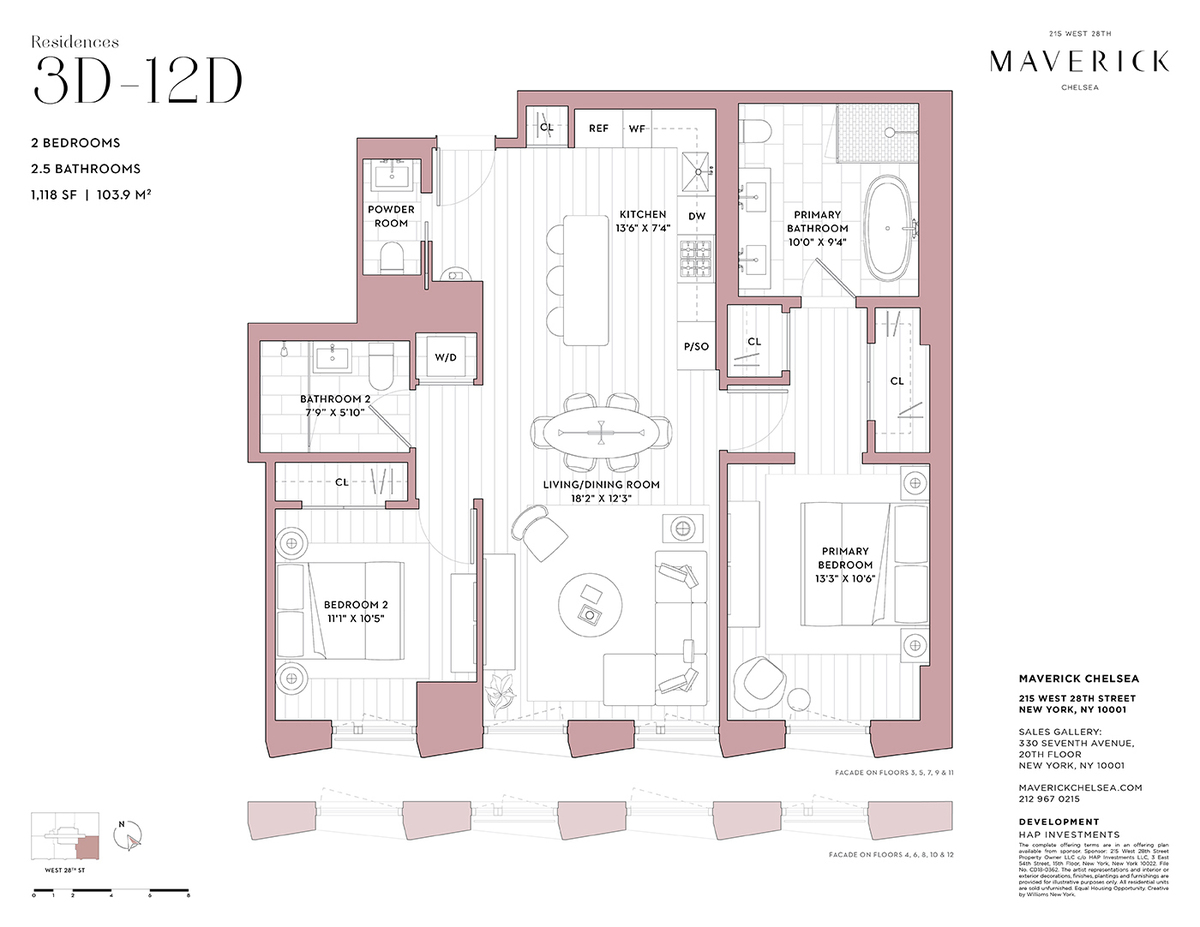 Residences
3D–12D
2 BEDROOMS
2.5 BATHROOMS
1,118 SF | 103.9 M²
215 WEST 28TH
MAVERICK
CHELSEA
CL
REF
WF
POWDER
ROOM
KITCHEN
13'6" X 7'4"
DW
PRIMARY
BATHROOM
10'0" X 9'4"
P/SO
CL
W/D
CL
BATHROOM 2
7'9" X 5'10"
CL
LIVING/DINING ROOM
18'2" X 12'3"
PRIMARY
BEDROOM
13'3" X 10'6"
BEDROOM 2
11'1" X 10'5"
FACADE ON FLOORS 3, 5, 7, 9 & 11
FACADE ON FLOORS 4, 6, 8, 10 & 12
N
WEST 28TH ST
0 1 2 4 6 8
MAVERICK CHELSEA
215 WEST 28TH STREET
NEW YORK, NY 10001
SALES GALLERY:
330 SEVENTH AVENUE,
20TH FLOOR
NEW YORK, NY 10001
MAVERICKCHELSEA.COM
212 967 0215
DEVELOPMENT
HAP INVESTMENTS
The complete offering terms are in an offering plan
available from sponsor. Sponsor: 215 West 28th Street
Property Owner LLC c/o HAP Investments LLC, 3 East
54th Street, 15th Floor, New York, New York 10022. File
No. CD18-0362. The artist representations and interior or
exterior decorations, finishes, plantings and furnishings are
provided for illustrative purposes only. All residential units
are sold unfurnished. Equal Housing Opportunity. Creative
by Williams New York.